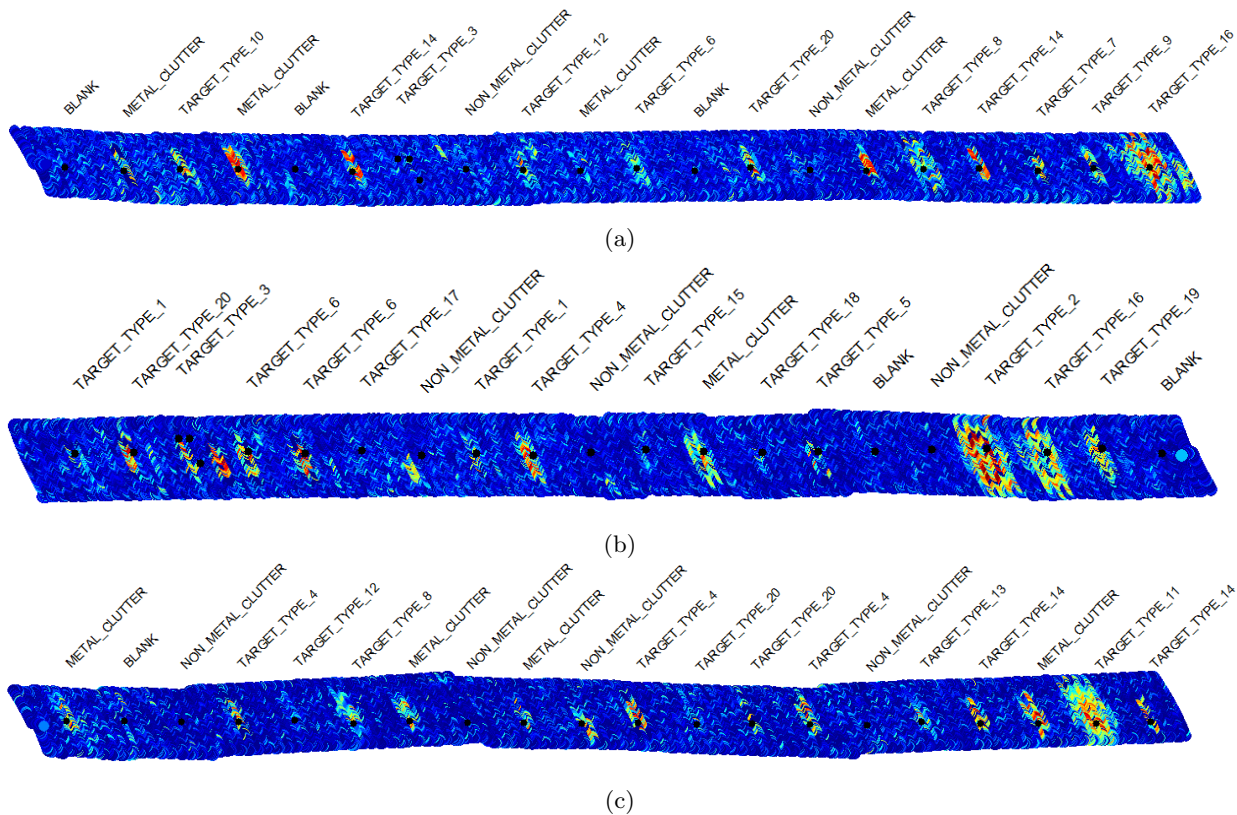 BLANK
METAL_CLUTTER
TARGET_TYPE_10
METAL_CLUTTER
BLANK
TARGET_TYPE_14
TARGET_TYPE_3
NON_METAL_CLUTTER
TARGET_TYPE_12
METAL_CLUTTER
TARGET_TYPE_6
BLANK
TARGET_TYPE_20
NON_METAL_CLUTTER
METAL_CLUTTER
TARGET_TYPE_8
TARGET_TYPE_14
TARGET_TYPE_7
TARGET_TYPE_9
TARGET_TYPE_16
(a)
TARGET_TYPE_1
TARGET_TYPE_20
TARGET_TYPE_3
TARGET_TYPE_6
TARGET_TYPE_6
TARGET_TYPE_17
NON_METAL_CLUTTER
TARGET_TYPE_1
TARGET_TYPE_4
NON_METAL_CLUTTER
TARGET_TYPE_15
METAL_CLUTTER
TARGET_TYPE_18
TARGET_TYPE_5
BLANK
NON_METAL_CLUTTER
TARGET_TYPE_2
TARGET_TYPE_16
TARGET_TYPE_19
BLANK
(b)
METAL_CLUTTER
BLANK
NON_METAL_CLUTTER
TARGET_TYPE_4
TARGET_TYPE_12
TARGET_TYPE_8
METAL_CLUTTER
NON_METAL_CLUTTER
METAL_CLUTTER
NON_METAL_CLUTTER
TARGET_TYPE_4
TARGET_TYPE_20
TARGET_TYPE_20
TARGET_TYPE_4
NON_METAL_CLUTTER
TARGET_TYPE_13
TARGET_TYPE_14
METAL_CLUTTER
TARGET_TYPE_11
TARGET_TYPE_14
(c)